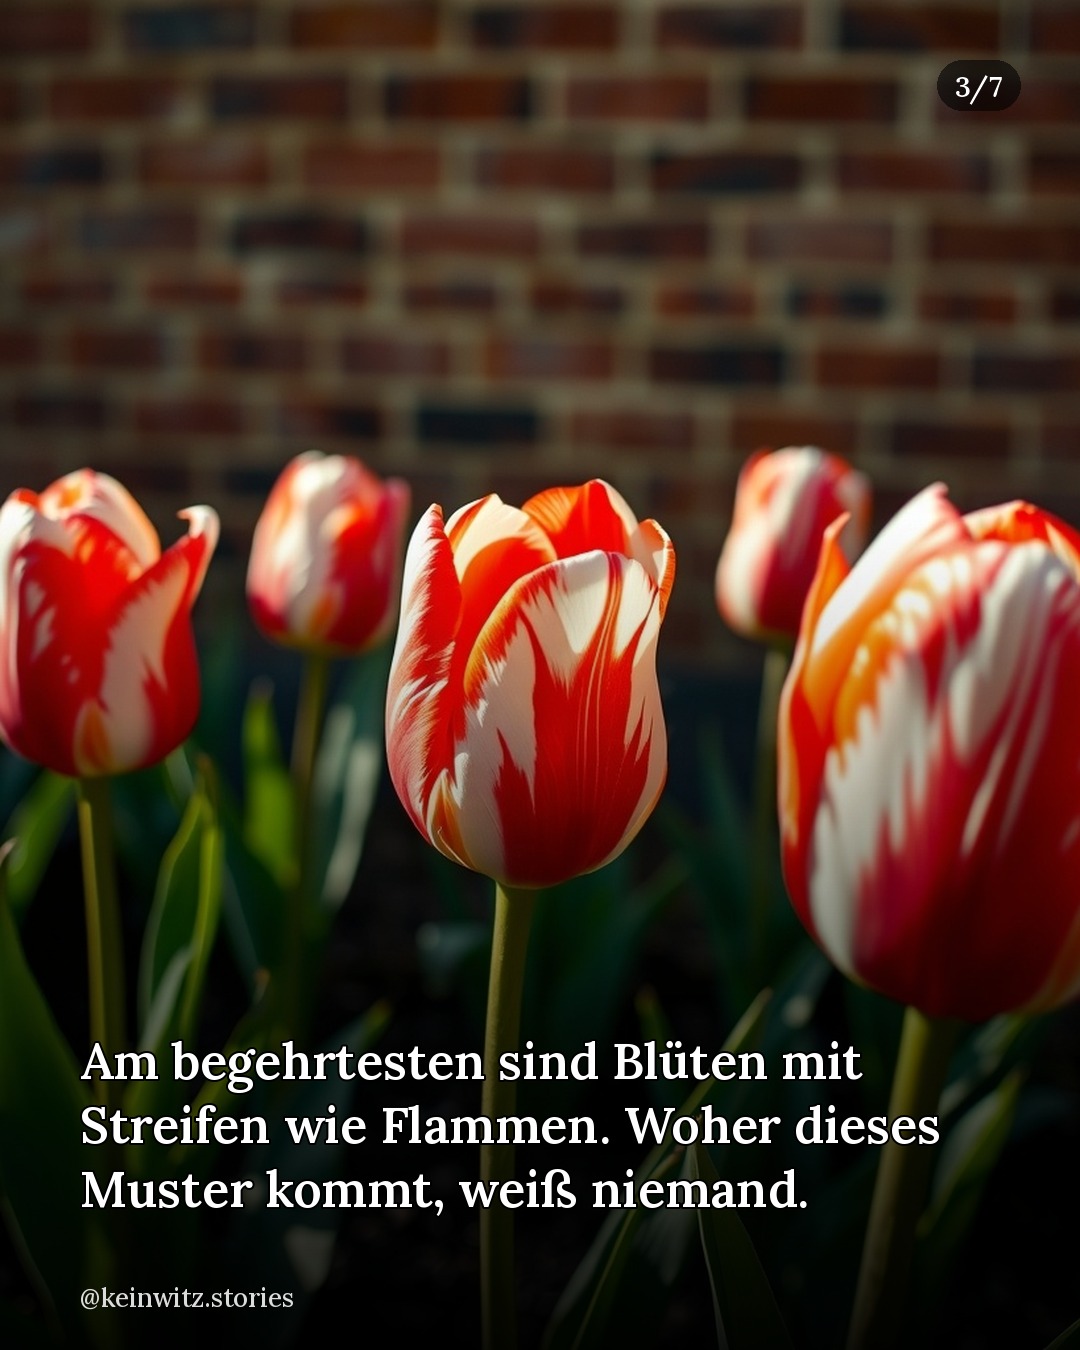 3/7
Am begehrtesten sind Blüten mit
Streifen wie Flammen. Woher dieses
Muster kommt, weiß niemand.
@keinwitz.stories